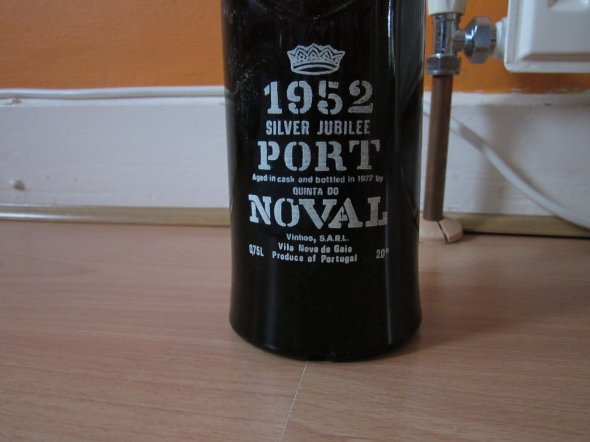 1952
SILVER JUBILEE
PORT
Aged in cask and bottled in 1977 by
QUINTA DO
NOVAL
Vinhos, S.A.R.L.
Vila Nova de Gaia
0,75L Produce of Portugal 20°